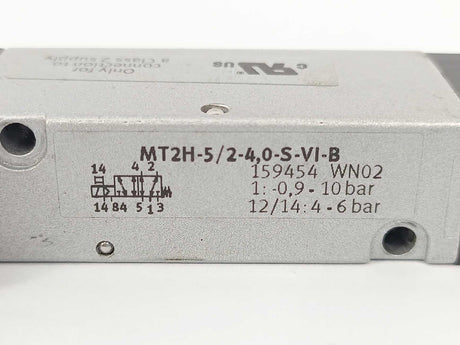 Only for
connection to
a Class 2 supply
c RU US
MT2H-5/2-4,0-S-VI-B
159454 WN02
1: -0,9 - 10 bar
12/14: 4 - 6 bar
14 4 2
14 84 5 1 3